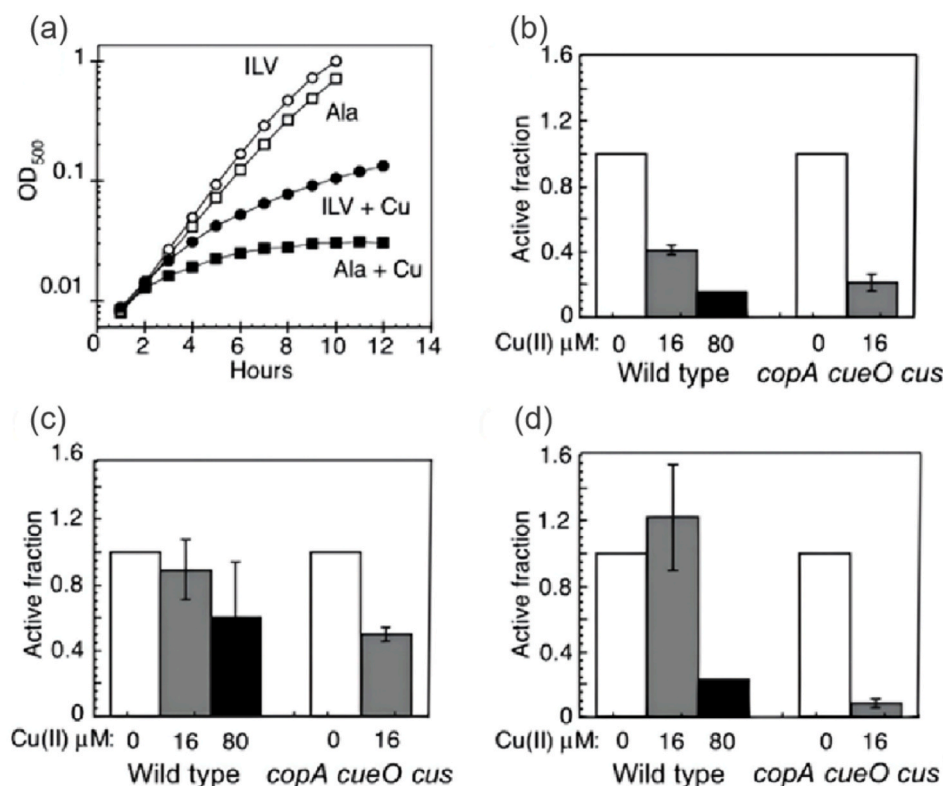 (a)
1
0.1
0.01
OD500
ILV
Ala
ILV + Cu
Ala + Cu
0 2 4 6 8 10 12 14
Hours
(b)
1.6
1.2
0.8
0.4
0
Active fraction
Cu(II) μM: 0 16 80 0 16
Wild type copA cueO cus
(c)
1.6
1.2
0.8
0.4
0
Active fraction
Cu(II) μM: 0 16 80 0 16
Wild type copA cueO cus
(d)
1.6
1.2
0.8
0.4
0
Active fraction
Cu(II) μM: 0 16 80 0 16
Wild type copA cueO cus